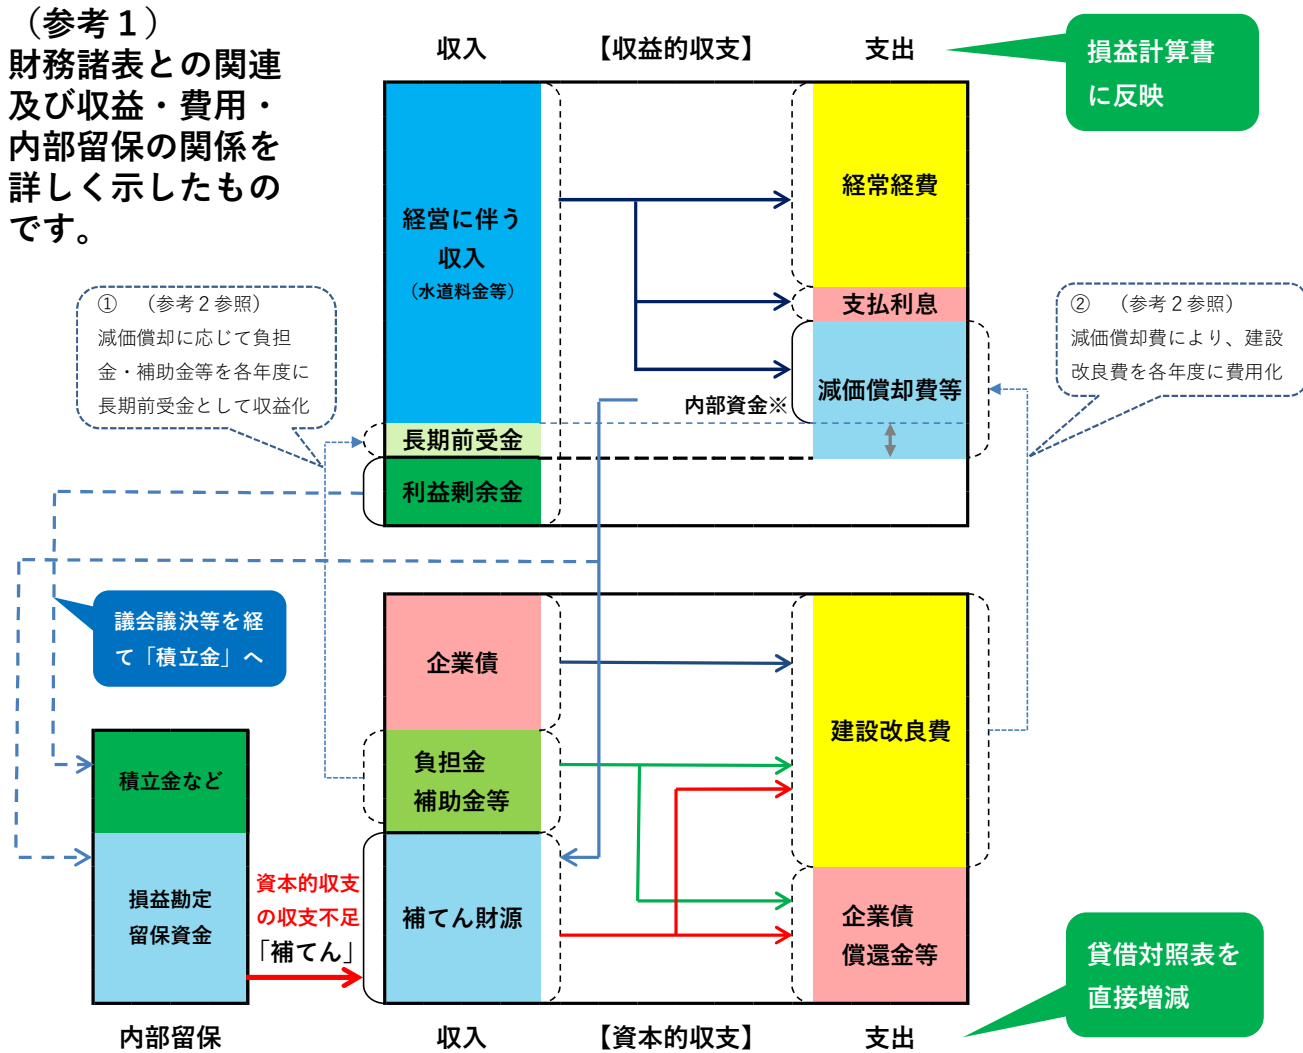 （参考１）
財務諸表との関連
及び収益・費用・
内部留保の関係を
詳しく示したもの
です。
収入
【収益的収支】
支出
損益計算書
に反映
経営に伴う
収入
（水道料金等）
経常経費
支払利息
減価償却費等
内部資金※
長期前受金
利益剰余金
①　（参考２参照）
減価償却に応じて負担
金・補助金等を各年度に
長期前受金として収益化
②　（参考２参照）
減価償却費により、建設
改良費を各年度に費用化
議会議決等を経
て「積立金」へ
企業債
負担金
補助金等
補てん財源
建設改良費
企業債
償還金等
積立金など
損益勘定
留保資金
資本的収支
の収支不足
「補てん」
貸借対照表を
直接増減
内部留保
収入
【資本的収支】
支出